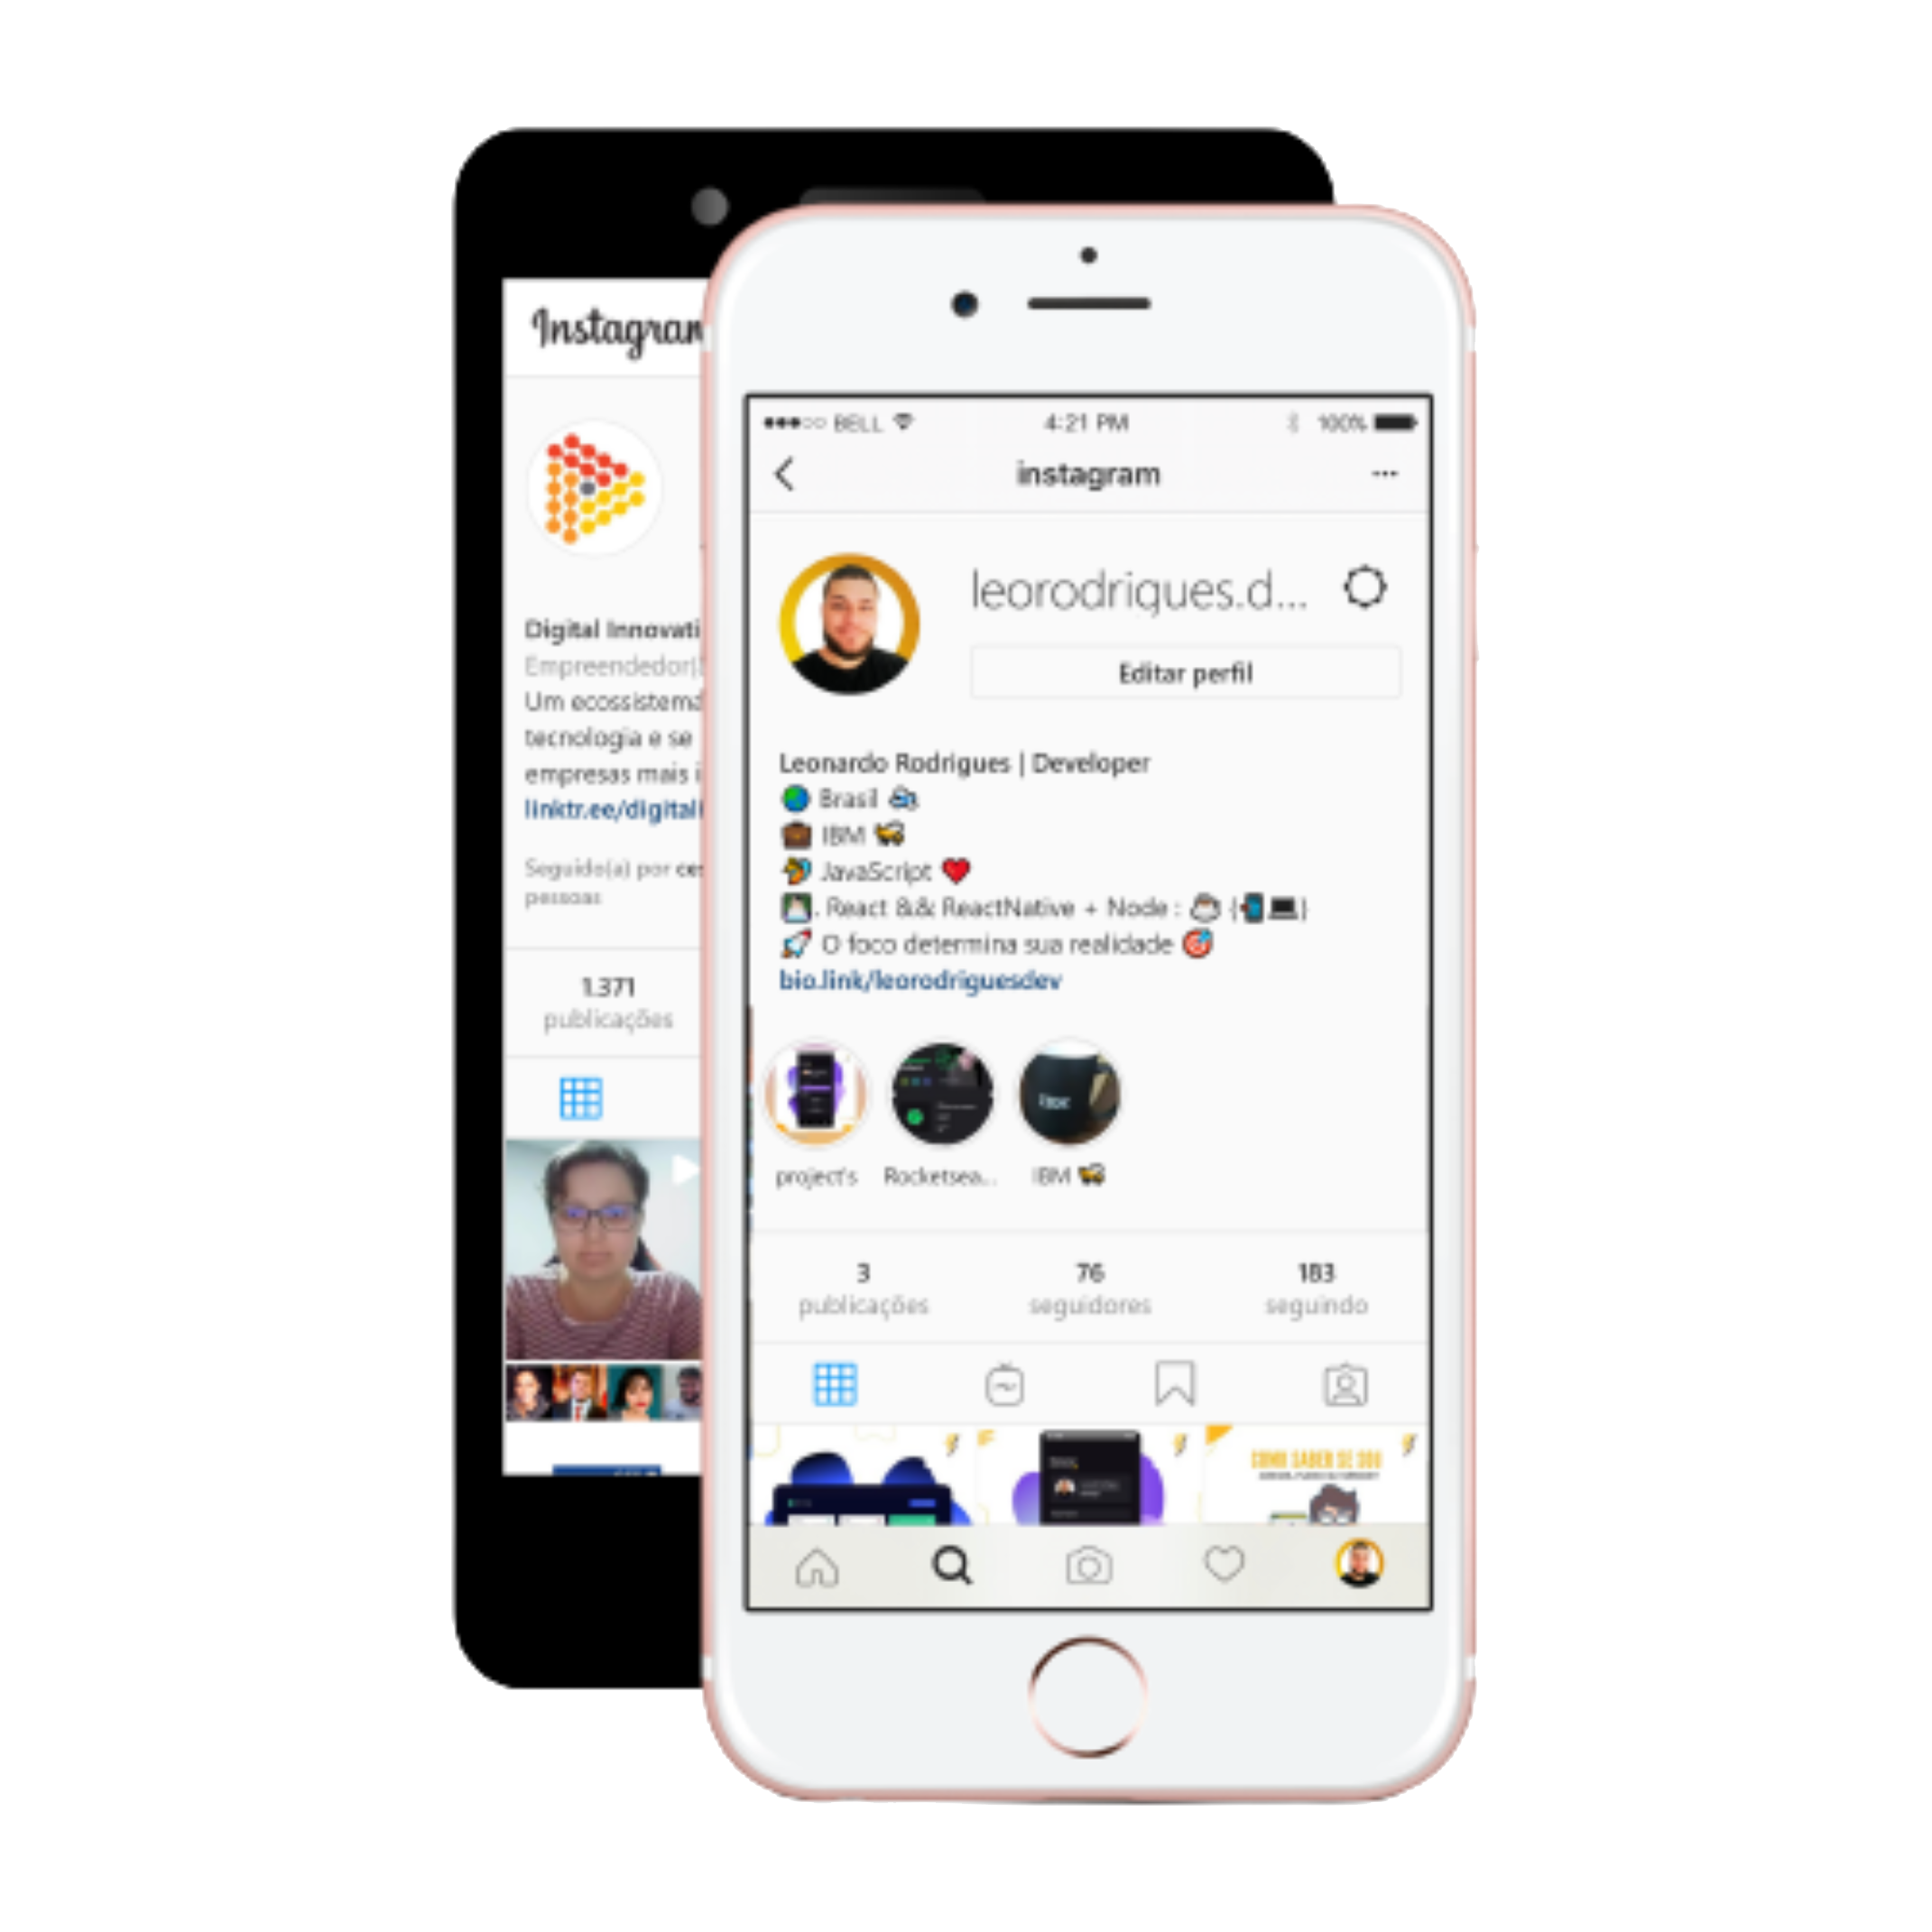 Instagram
Digital Innovati
Empreendedor(
Um ecossistema
tecnologia e se
empresas mais i
linktr.ee/digitali
Seguido(a) por ce
pessoas
1.371
publicações
BELL
4:21 PM
100%
instagram
...
leorodrigues.d...
Editar perfil
Leonardo Rodrigues | Developer
Brasil
IBM
JavaScript
. React && ReactNative + Node : { }
O foco determina sua realidade
bio.link/leorodriguesdev
project's
Rocketsea...
IBM
3
publicações
76
seguidores
183
seguindo
COMO SABER SE SOU